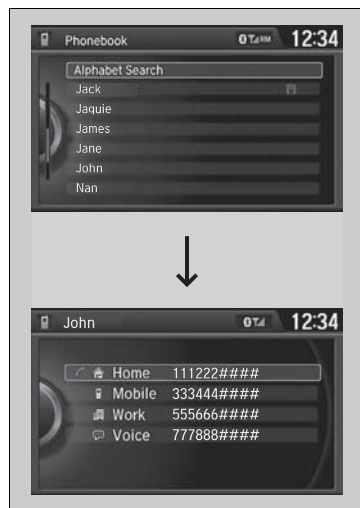 Phonebook 12:34
Alphabet Search
Jack
Jaquie
James
Jane
John
Nan
John 12:34
Home 111222####
Mobile 333444####
Work 555666####
Voice 777888####